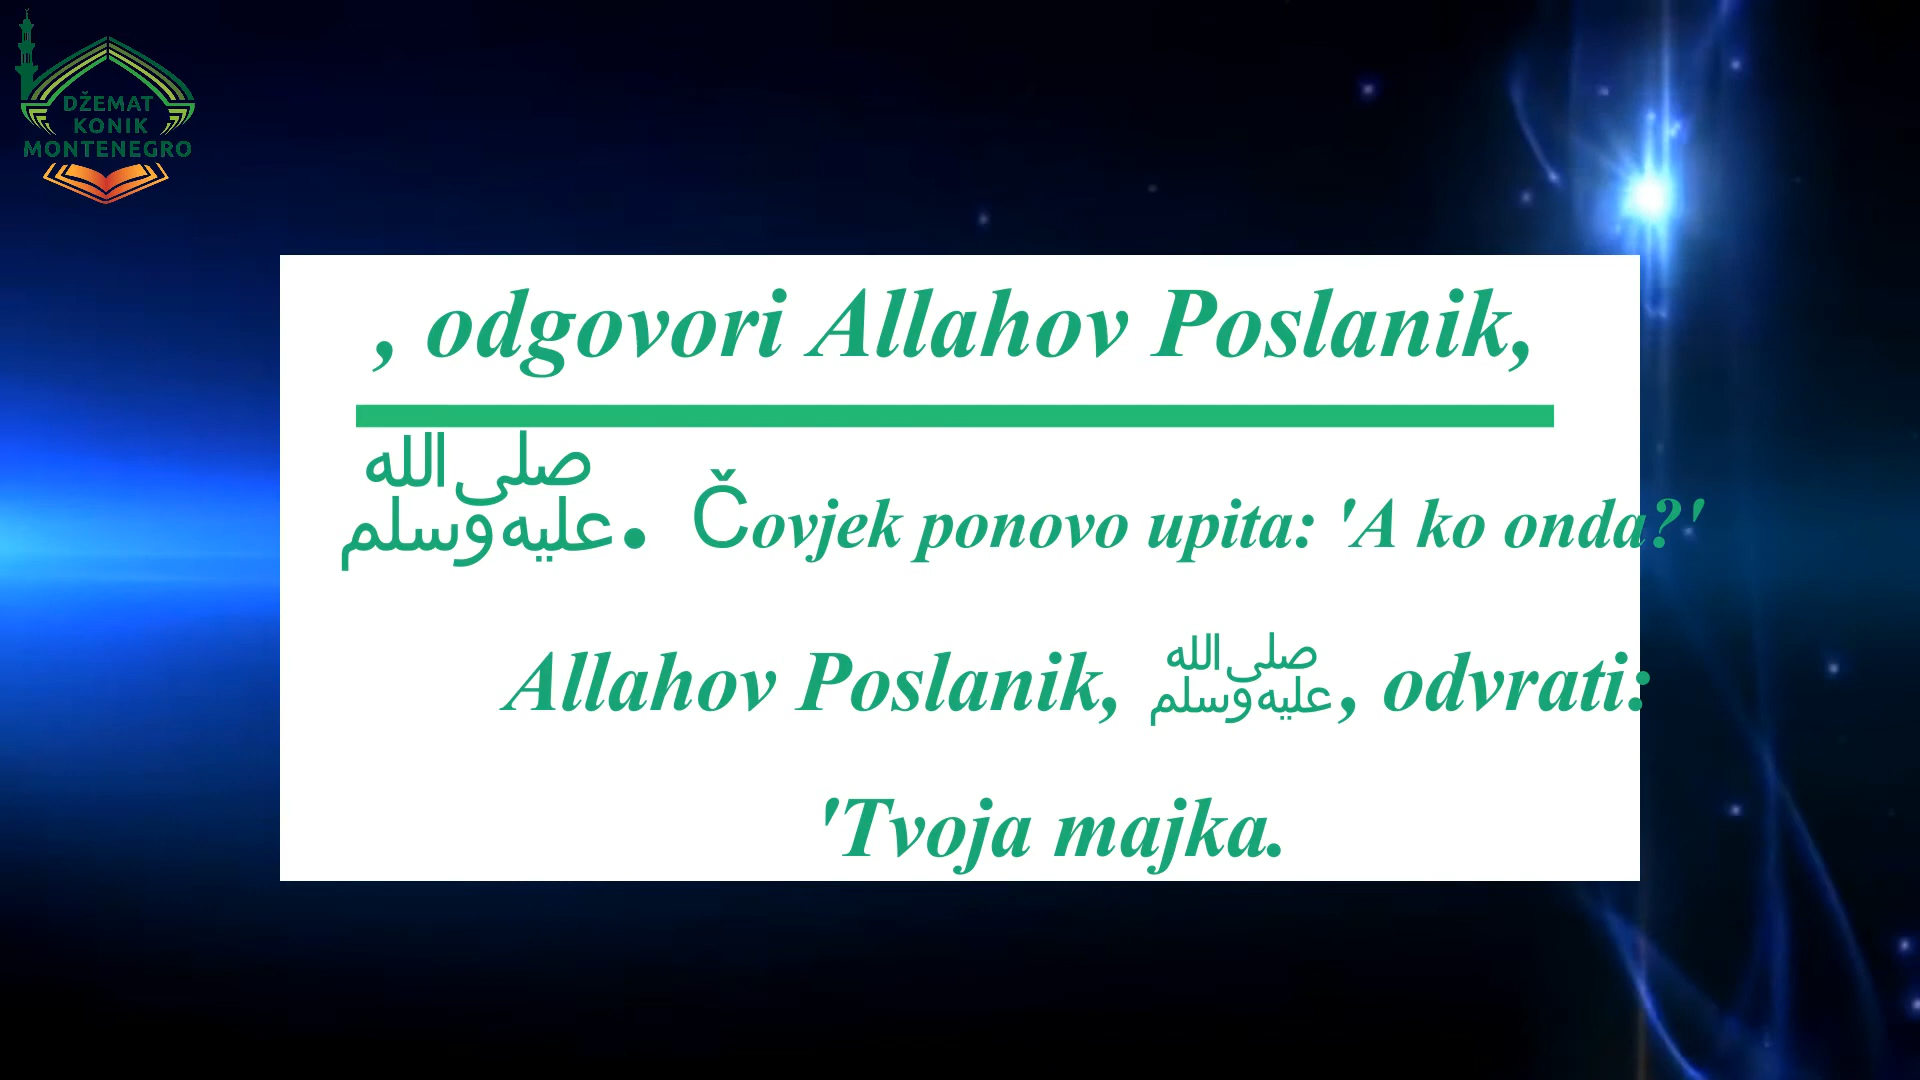 DŽEMAT
KONIK
MONTENEGRO
, odgovori Allahov Poslanik,
ﷺ. Čovjek ponovo upita: 'A ko onda?'
Allahov Poslanik, ﷺ, odvrati:
'Tvoja majka.